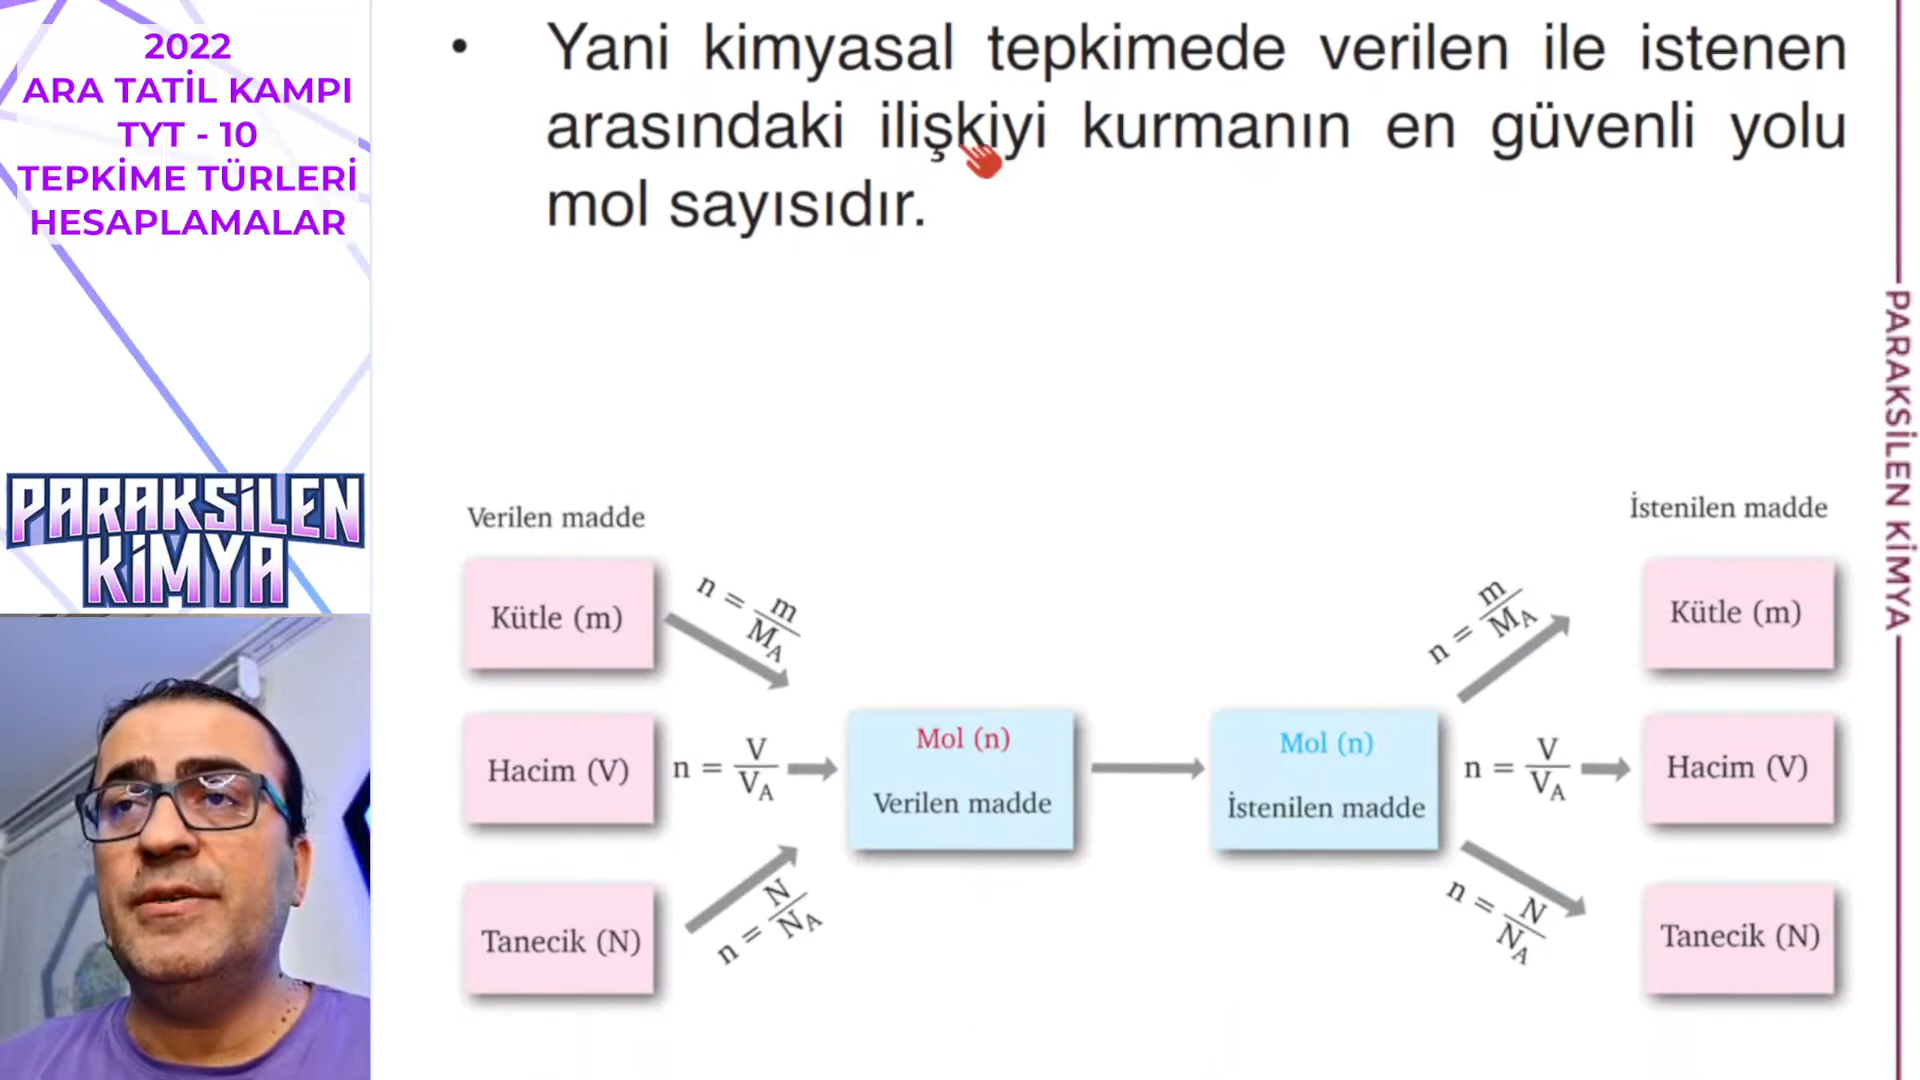 2022
ARA TATİL KAMPI
TYT - 10
TEPKİME TÜRLERİ
HESAPLAMALAR
PARAKSİLEN
KİMYA
• Yani kimyasal tepkimede verilen ile istenen
arasındaki ilişkiyi kurmanın en güvenli yolu
mol sayısıdır.
Verilen madde
İstenilen madde
Kütle (m)
n = m/M_A
n = m/M_A
Kütle (m)
Hacim (V)
n = V/V_A
Mol (n)
Verilen madde
Mol (n)
İstenilen madde
n = V/V_A
Hacim (V)
Tanecik (N)
n = N/N_A
n = N/N_A
Tanecik (N)
PARAKSİLEN KİMYA